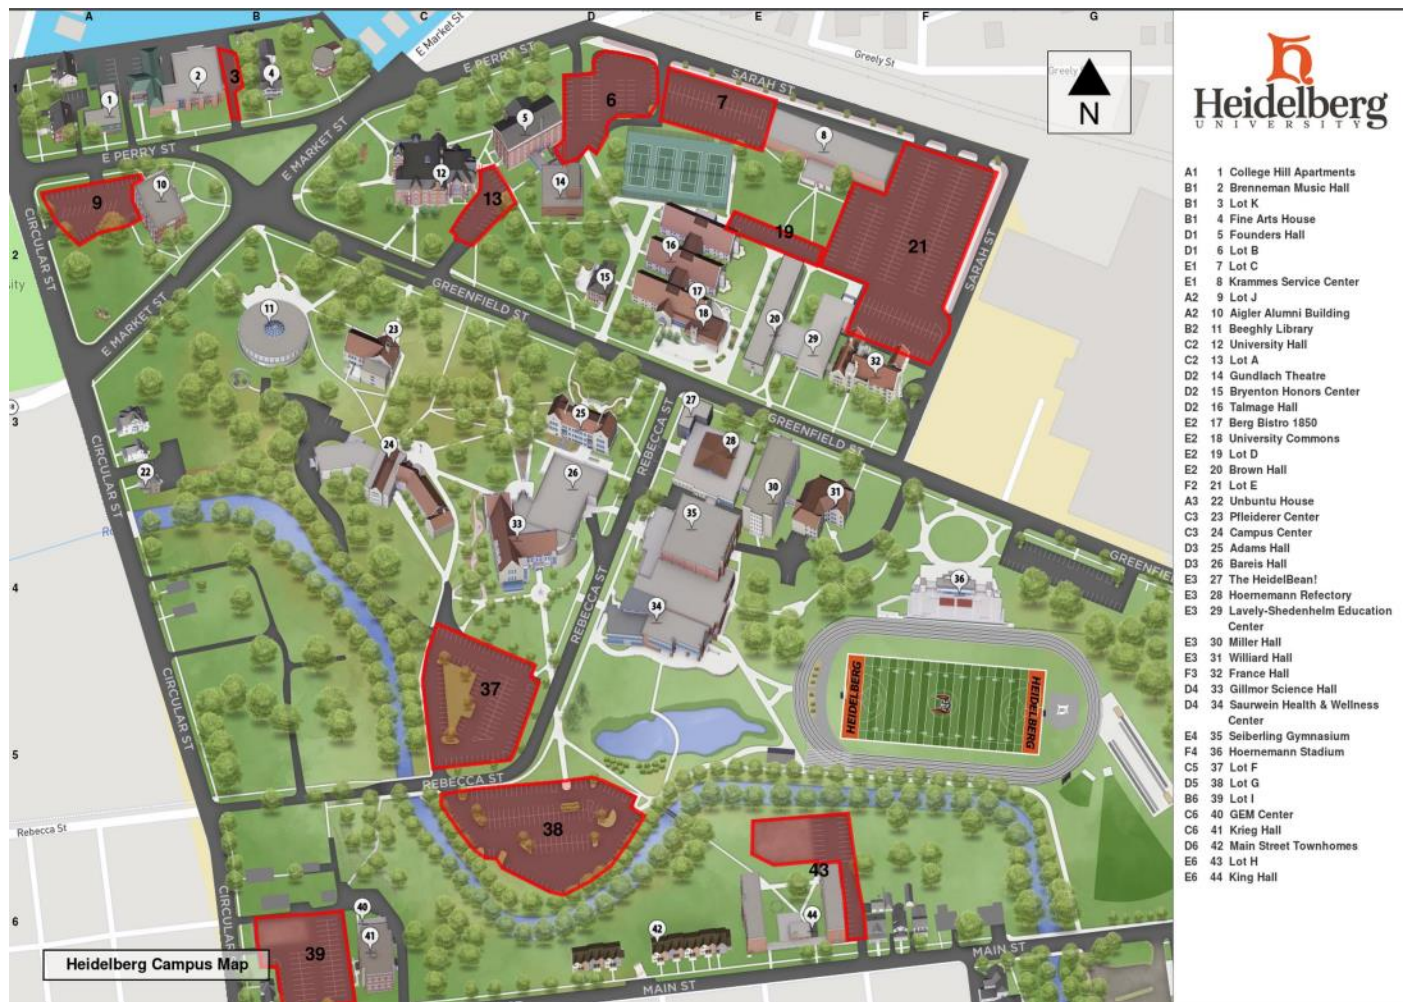 A B C D E F G
1
2
3
4
5
6
E Market St
E PERRY ST
Greely St
Greely
SARAH ST
E PERRY ST
E MARKET ST
CIRCULAR ST
E MARKET ST
GREENFIELD ST
SARAH ST
REBECCA ST
GREENFIELD ST
CIRCULAR ST
REBECCA ST
CIRCULAR ST
REBECCA ST
Rebecca St
MAIN ST
MAIN ST
HEIDELBERG
HEIDELBERG
1
2
3
4
5
6
7
8
9
10
11
12
13
14
15
16
17
18
19
20
21
22
23
24
25
26
27
28
29
30
31
32
33
34
35
36
37
38
39
40
41
42
43
44
N
Heidelberg Campus Map
Heidelberg
UNIVERSITY
A1 1 College Hill Apartments
B1 2 Brenneman Music Hall
B1 3 Lot K
B1 4 Fine Arts House
D1 5 Founders Hall
D1 6 Lot B
E1 7 Lot C
E1 8 Krammes Service Center
A2 9 Lot J
A2 10 Aigler Alumni Building
B2 11 Beeghly Library
C2 12 University Hall
C2 13 Lot A
D2 14 Gundlach Theatre
D2 15 Bryenton Honors Center
D2 16 Talmage Hall
E2 17 Berg Bistro 1850
E2 18 University Commons
E2 19 Lot D
E2 20 Brown Hall
F2 21 Lot E
A3 22 Unbuntu House
C3 23 Pfleiderer Center
C3 24 Campus Center
D3 25 Adams Hall
D3 26 Bareis Hall
E3 27 The HeidelBean!
E3 28 Hoernemann Refectory
E3 29 Lavely-Shedenhelm Education
Center
E3 30 Miller Hall
E3 31 Williard Hall
F3 32 France Hall
D4 33 Gillmor Science Hall
D4 34 Saurwein Health & Wellness
Center
E4 35 Seiberling Gymnasium
F4 36 Hoernemann Stadium
C5 37 Lot F
D5 38 Lot G
B6 39 Lot I
C6 40 GEM Center
C6 41 Krieg Hall
D6 42 Main Street Townhomes
E6 43 Lot H
E6 44 King Hall